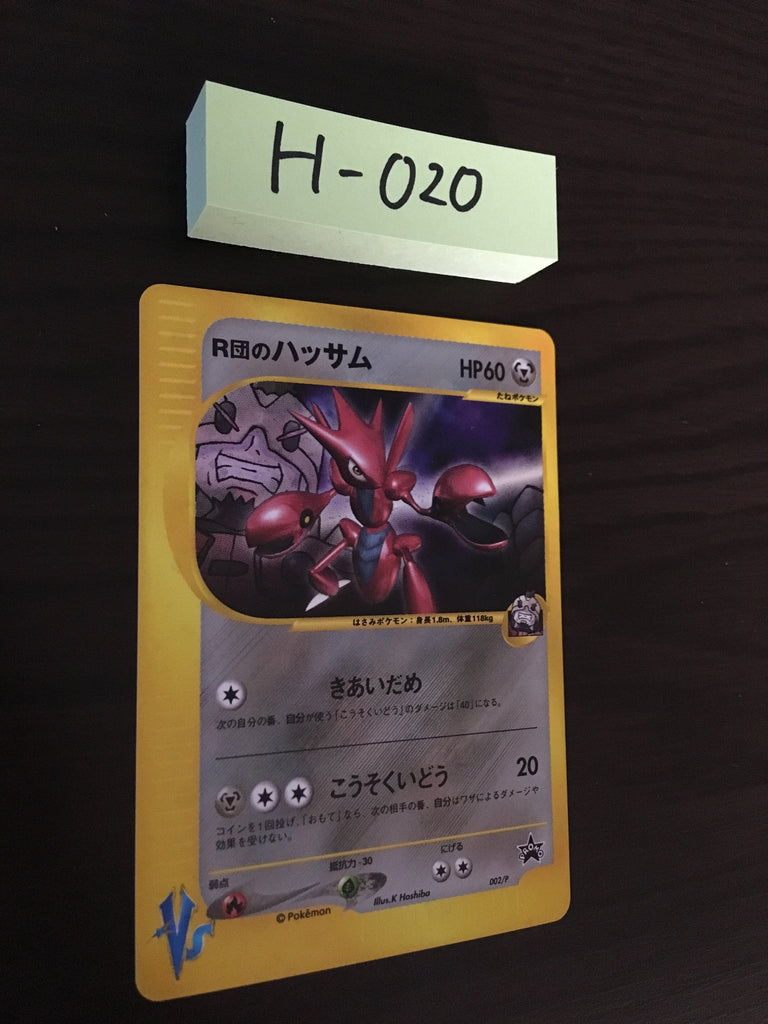 H-020
R団のハッサム
HP60
たねポケモン
はさみポケモン：身長1.8m、体重118kg
きあいだめ
次の自分の番、自分が使う「こうそくいどう」のダメージは「40」になる。
こうそくいどう 20
コインを1回投げ、「おもて」なら、次の相手の番、自分はワザによるダメージや
効果を受けない。
弱点
抵抗力 -30
にげる
PROMO
Illus.K Hoshiba
002/P
© Pokémon
VS